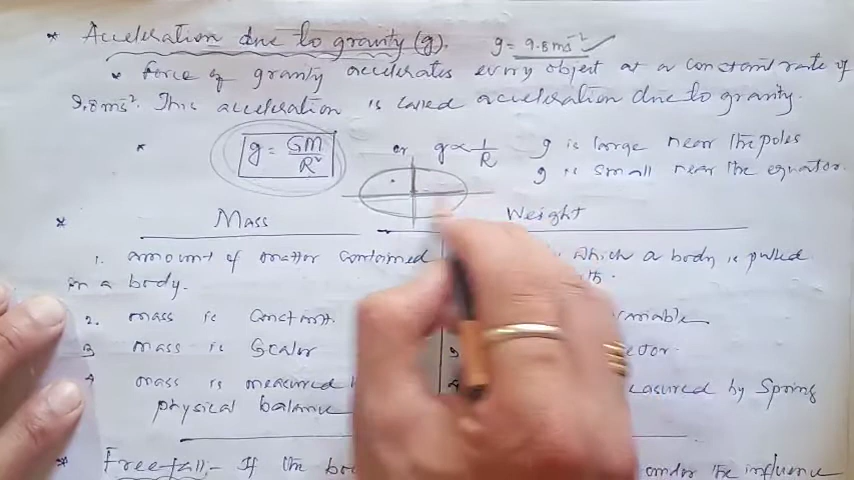 * Acceleration due to gravity (g). g = 9.8ms⁻²
* Force of gravity accelerates every object at a constant rate of
9.8ms². This acceleration is called acceleration due to gravity.
* g = GM/R² or g ∝ 1/R g is large near the poles
g is small near the equator.
* Mass Weight
1. amount of matter contained which a body is pulled
in a body.
2. mass is Constant. variable
3 mass is Scalar
4 mass is measured measured by Spring
physical balance
* Free-fall:- If the under the influence